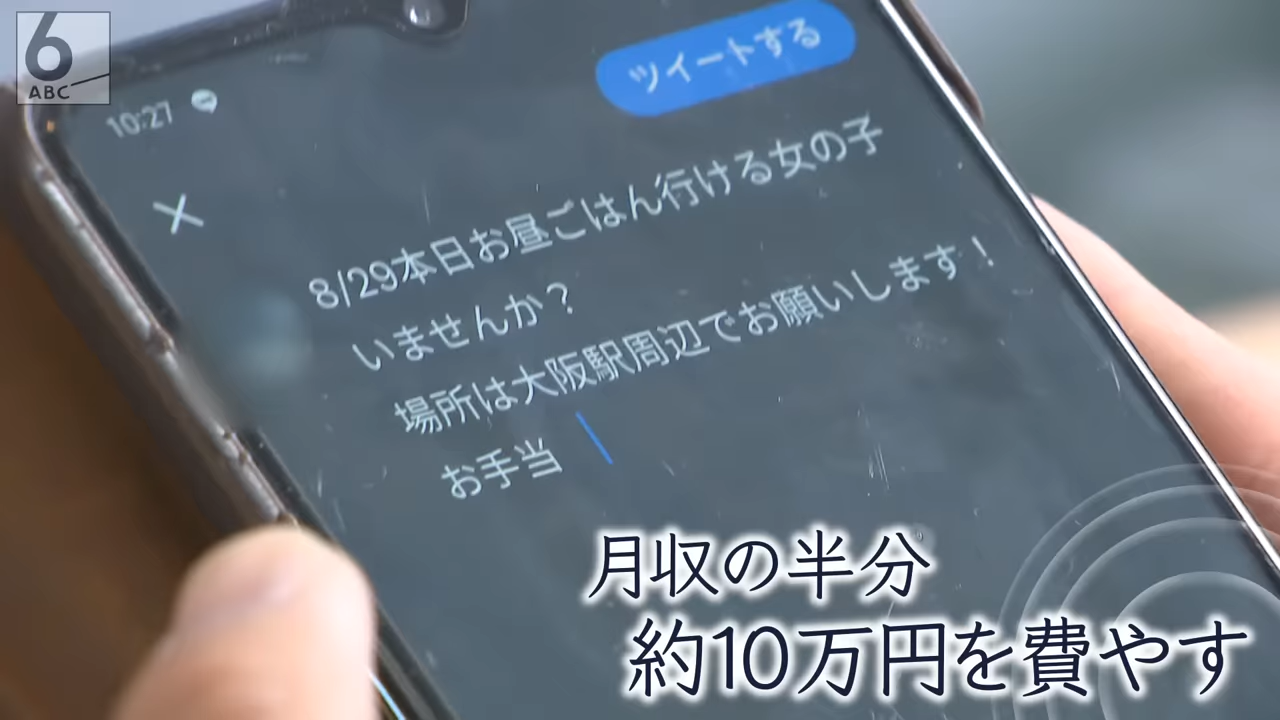 6
ABC
10:27
ツイートする
8/29本日お昼ごはん行ける女の子
いませんか？
場所は大阪駅周辺でお願いします！
お手当
月収の半分
約10万円を費やす